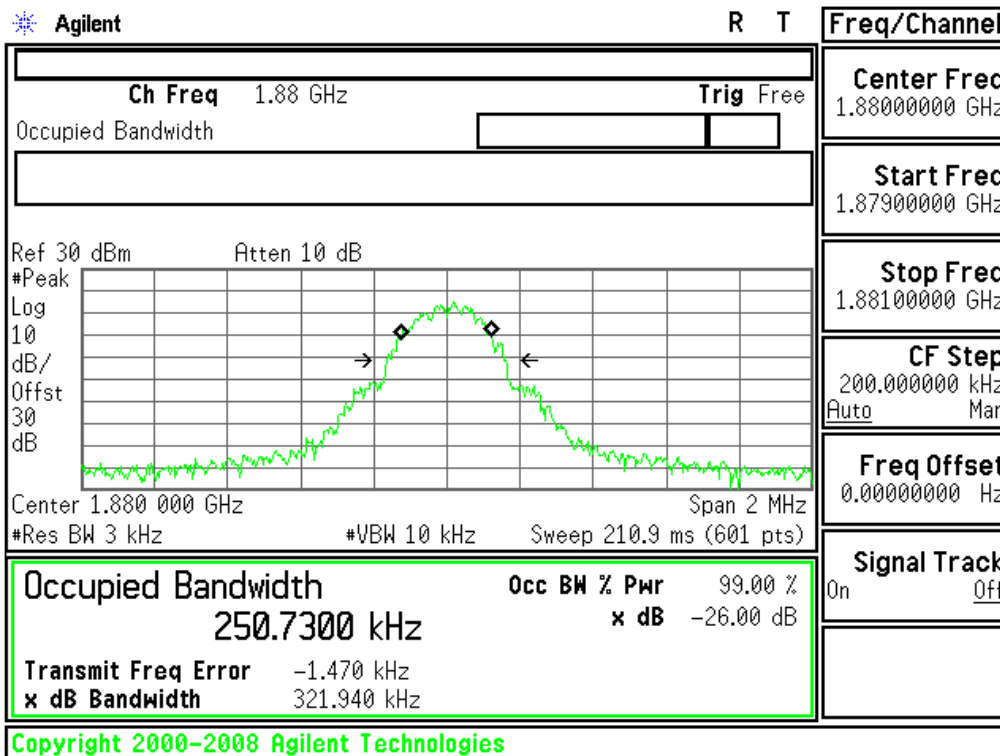 Agilent R T
Freq/Channel
Ch Freq 1.88 GHz Trig Free
Occupied Bandwidth
Center Freq
1.88000000 GHz
Start Freq
1.87900000 GHz
Stop Freq
1.88100000 GHz
CF Step
200.000000 kHz
Auto Man
Freq Offset
0.00000000 Hz
Signal Track
On Off
Ref 30 dBm Atten 10 dB
#Peak
Log
10
dB/
Offst
30
dB
Center 1.880 000 GHz Span 2 MHz
#Res BW 3 kHz #VBW 10 kHz Sweep 210.9 ms (601 pts)
Occupied Bandwidth Occ BW % Pwr 99.00 %
250.7300 kHz x dB -26.00 dB
Transmit Freq Error -1.470 kHz
x dB Bandwidth 321.940 kHz
Copyright 2000-2008 Agilent Technologies